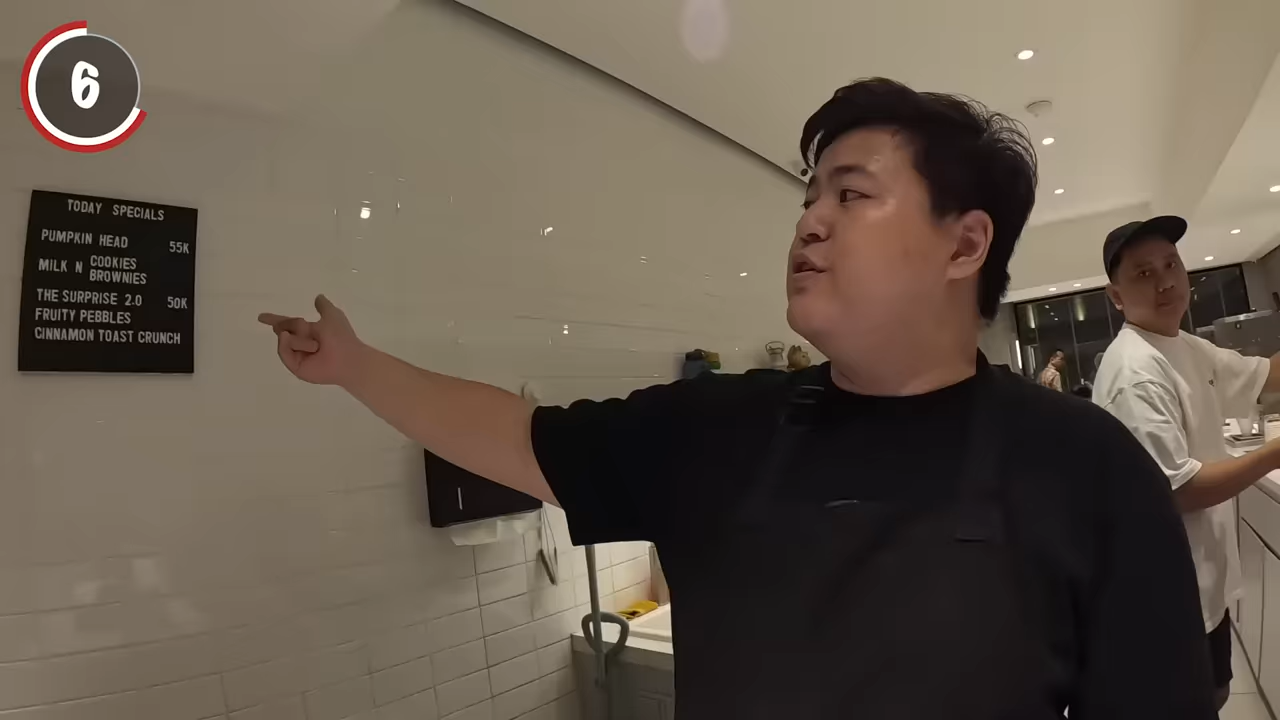 6
TODAY SPECIALS
PUMPKIN HEAD 55K
MILK N COOKIES
BROWNIES
THE SURPRISE 2.0 50K
FRUITY PEBBLES
CINNAMON TOAST CRUNCH